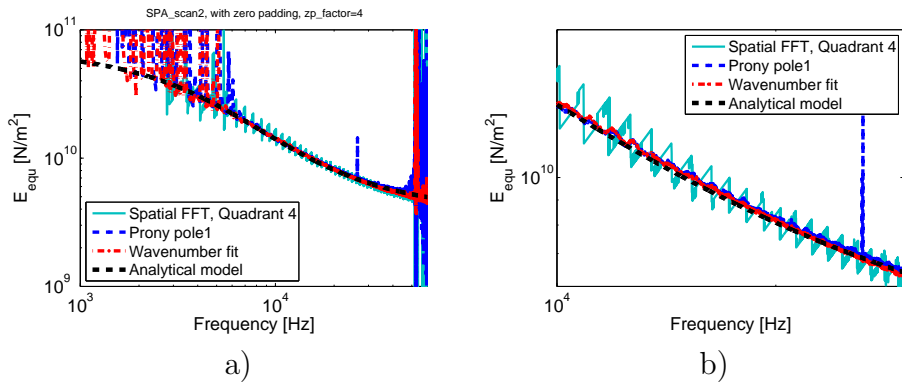 SPA_scan2, with zero padding, zp_factor=4
10^11
10^10
10^9
E_equ [N/m^2]
Spatial FFT, Quadrant 4
Prony pole1
Wavenumber fit
Analytical model
10^3
10^4
Frequency [Hz]
a)
10^10
E_equ [N/m^2]
Spatial FFT, Quadrant 4
Prony pole1
Wavenumber fit
Analytical model
10^4
Frequency [Hz]
b)